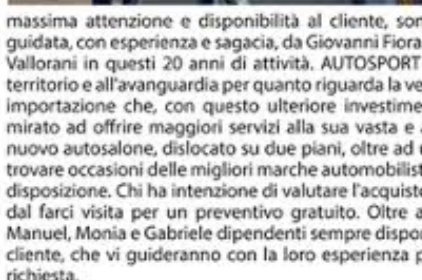 massima attenzione e disponibilità al cliente, son
guidata, con esperienza e sagacia, da Giovanni Fiora
Vallorani in questi 20 anni di attività. AUTOSPORT
territorio e all'avanguardia per quanto riguarda la ve
importazione che, con questo ulteriore investime
mirato ad offrire maggiori servizi alla sua vasta e
nuovo autosalone, dislocato su due piani, oltre ad
trovare occasioni delle migliori marche automobilist
disposizione. Chi ha intenzione di valutare l'acquisto
dal farci visita per un preventivo gratuito. Oltre a
Manuel, Monia e Gabriele dipendenti sempre dispo
cliente, che vi guideranno con la loro esperienza p
richiesta.